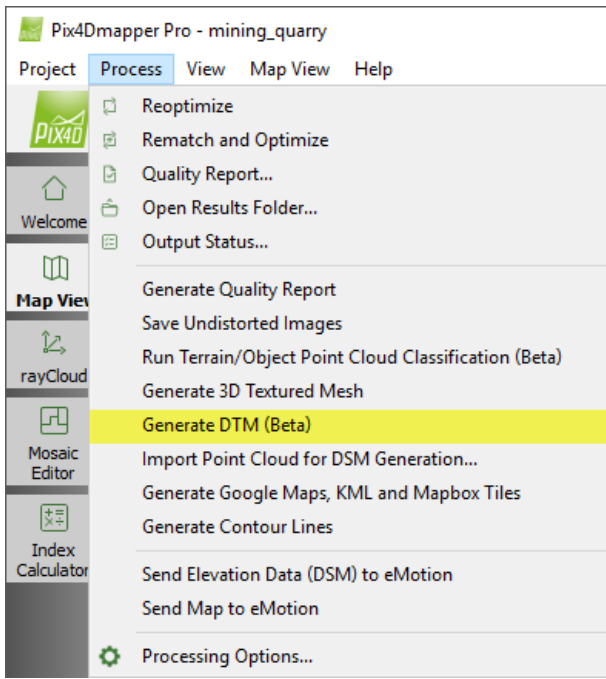 Pix4Dmapper Pro - mining_quarry
Project Process View Map View Help
PIX4D
Welcome
Map View
rayCloud
Mosaic
Editor
Index
Calculator
Reoptimize
Rematch and Optimize
Quality Report...
Open Results Folder...
Output Status...
Generate Quality Report
Save Undistorted Images
Run Terrain/Object Point Cloud Classification (Beta)
Generate 3D Textured Mesh
Generate DTM (Beta)
Import Point Cloud for DSM Generation...
Generate Google Maps, KML and Mapbox Tiles
Generate Contour Lines
Send Elevation Data (DSM) to eMotion
Send Map to eMotion
Processing Options...